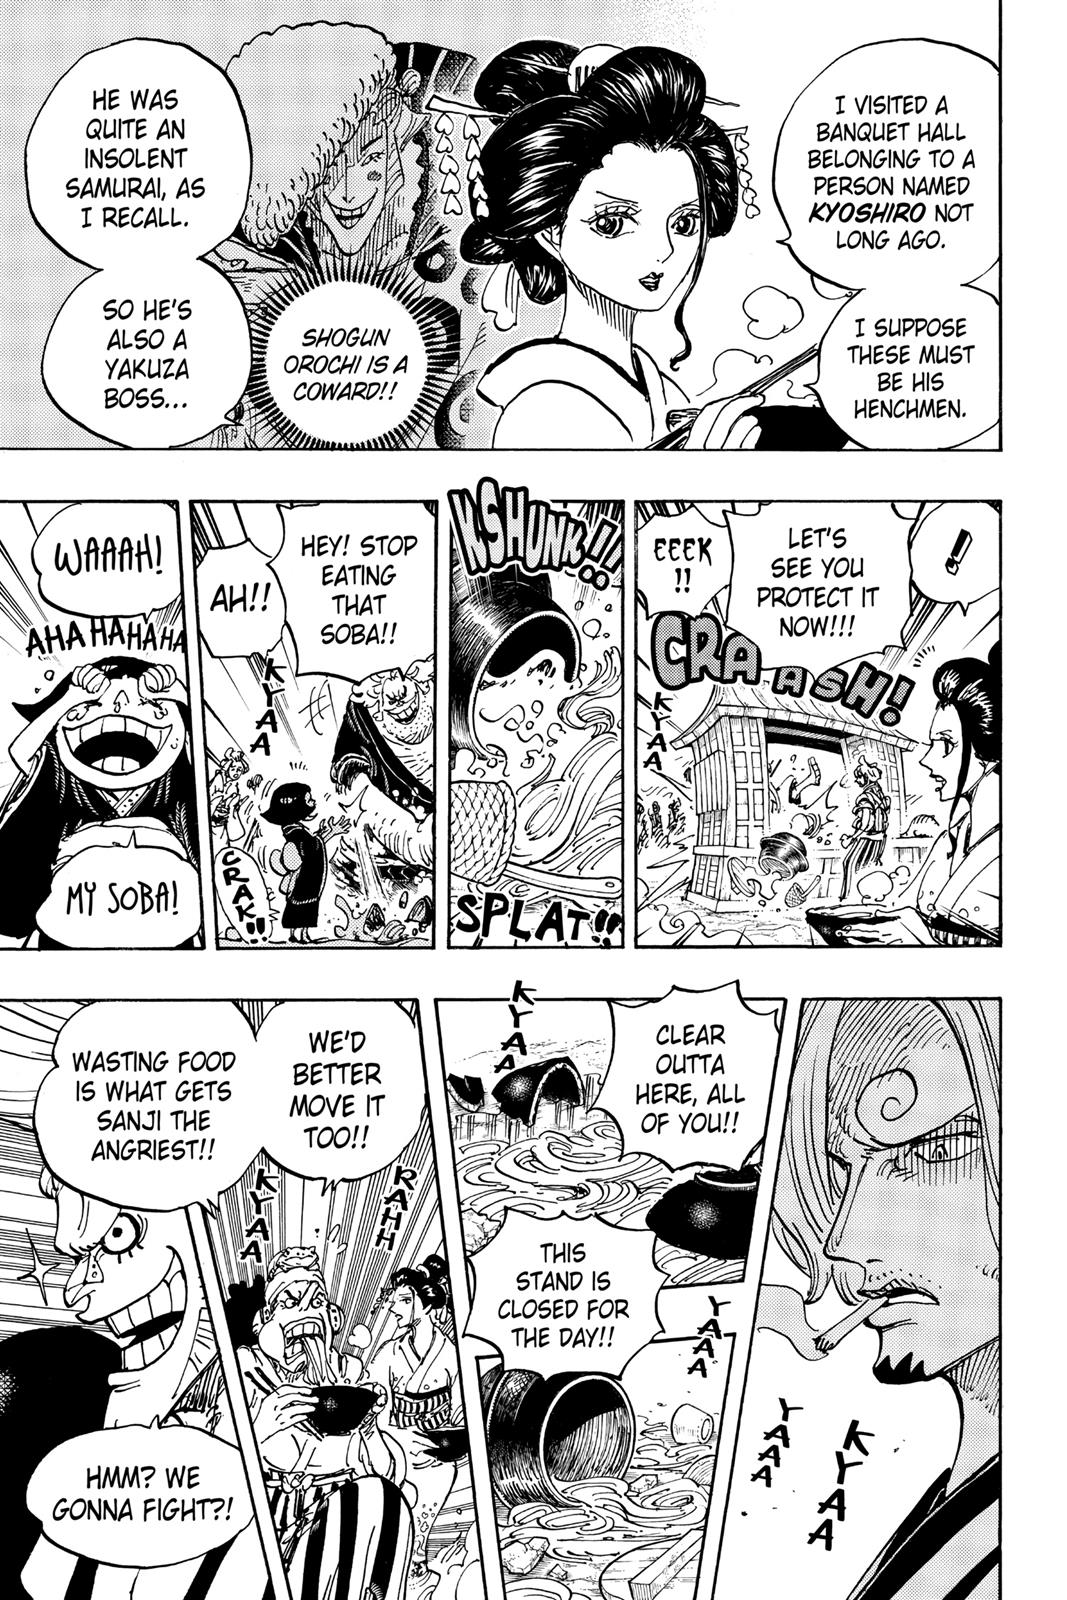 I VISITED A
BANQUET HALL
BELONGING TO A
PERSON NAMED
KYOSHIRO NOT
LONG AGO.
I SUPPOSE
THESE MUST
BE HIS
HENCHMEN.
HE WAS
QUITE AN
INSOLENT
SAMURAI, AS
I RECALL.
SHOGUN
OROCHI IS A
COWARD!!
SO HE'S
ALSO A
YAKUZA
BOSS...
!
LET'S
SEE YOU
PROTECT IT
NOW!!!
EEEK
!!
CRAASH!
KYAA
KSHUNK!!
SPLAT!!
HEY! STOP
EATING
THAT
SOBA!!
AH!!
KYAA
CRAK!!
WAAAH!
AHAHAHAHA
MY SOBA!
KYAA
YAAA
CLEAR
OUTTA
HERE, ALL
OF YOU!!
KYAA
THIS
STAND IS
CLOSED FOR
THE DAY!!
YAAA
WE'D
BETTER
MOVE IT
TOO!!
RAHH
KYAA
WASTING FOOD
IS WHAT GETS
SANJI THE
ANGRIEST!!
HMM? WE
GONNA FIGHT?!